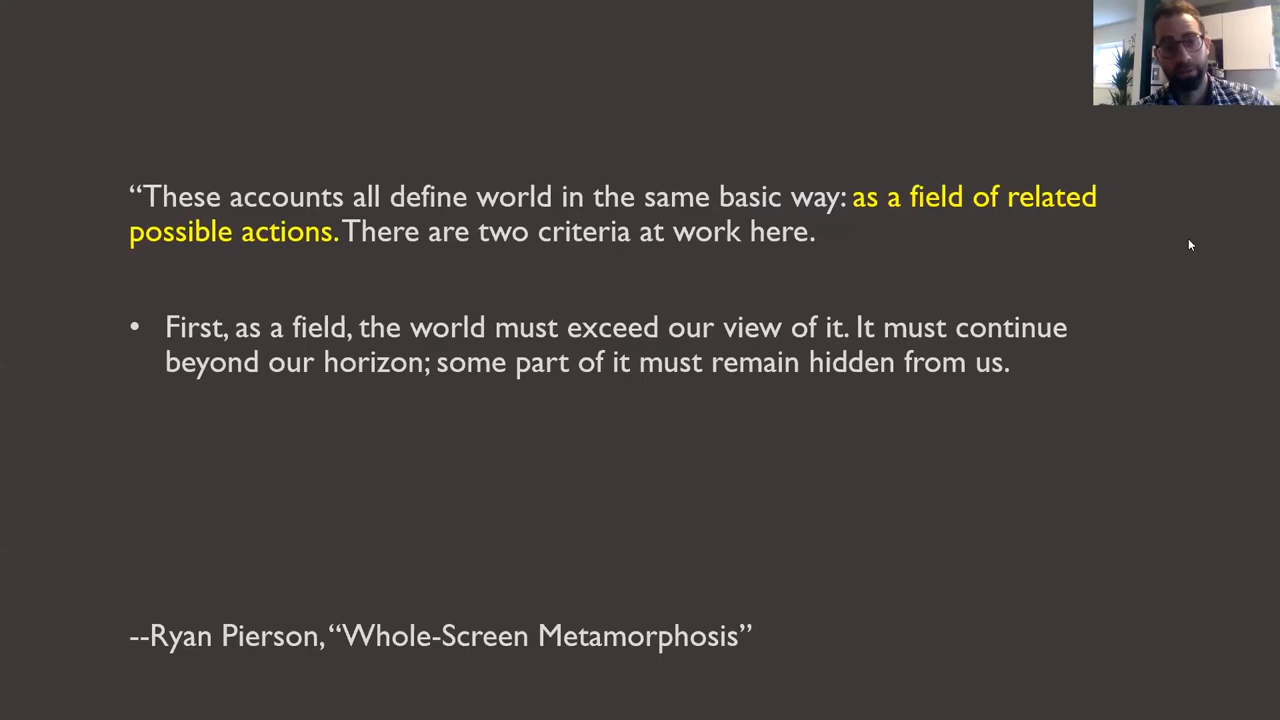 “These accounts all define world in the same basic way: as a field of related
possible actions. There are two criteria at work here.
• First, as a field, the world must exceed our view of it. It must continue
beyond our horizon; some part of it must remain hidden from us.
--Ryan Pierson, “Whole-Screen Metamorphosis”